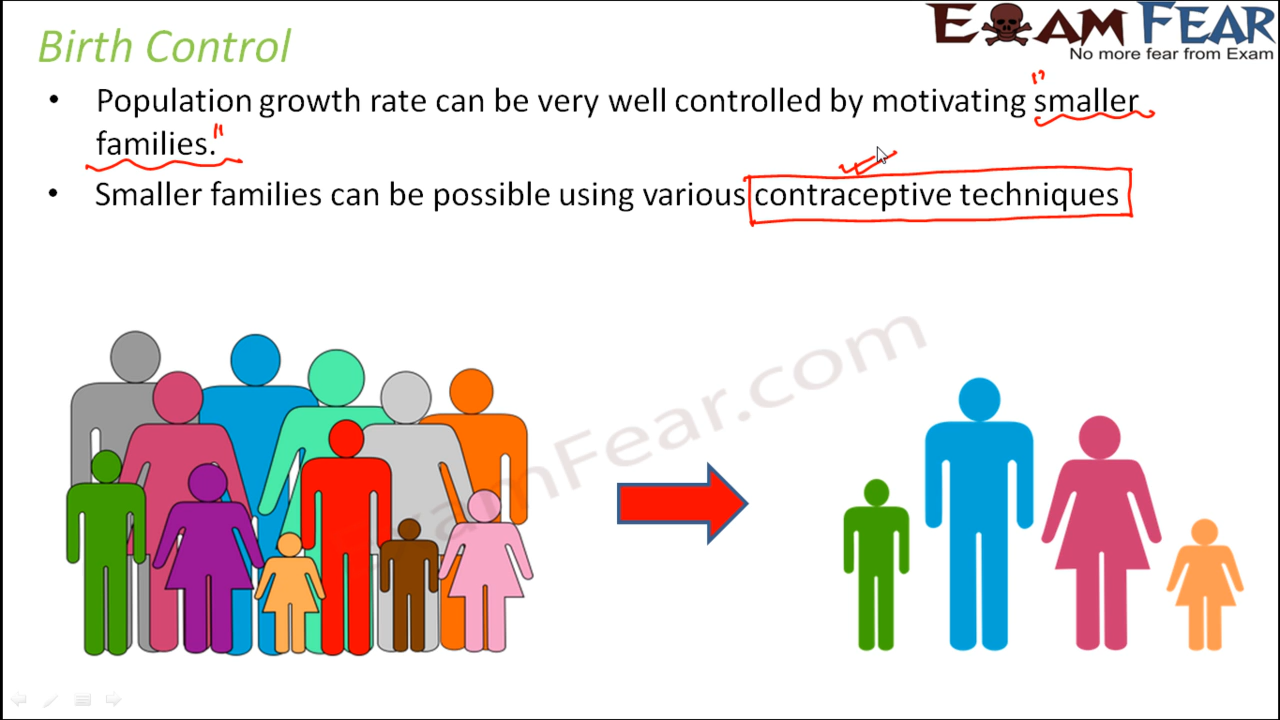 Birth Control
EXAM FEAR
No more fear from Exam
• Population growth rate can be very well controlled by motivating "smaller
families."
• Smaller families can be possible using various contraceptive techniques
ExamFear.com